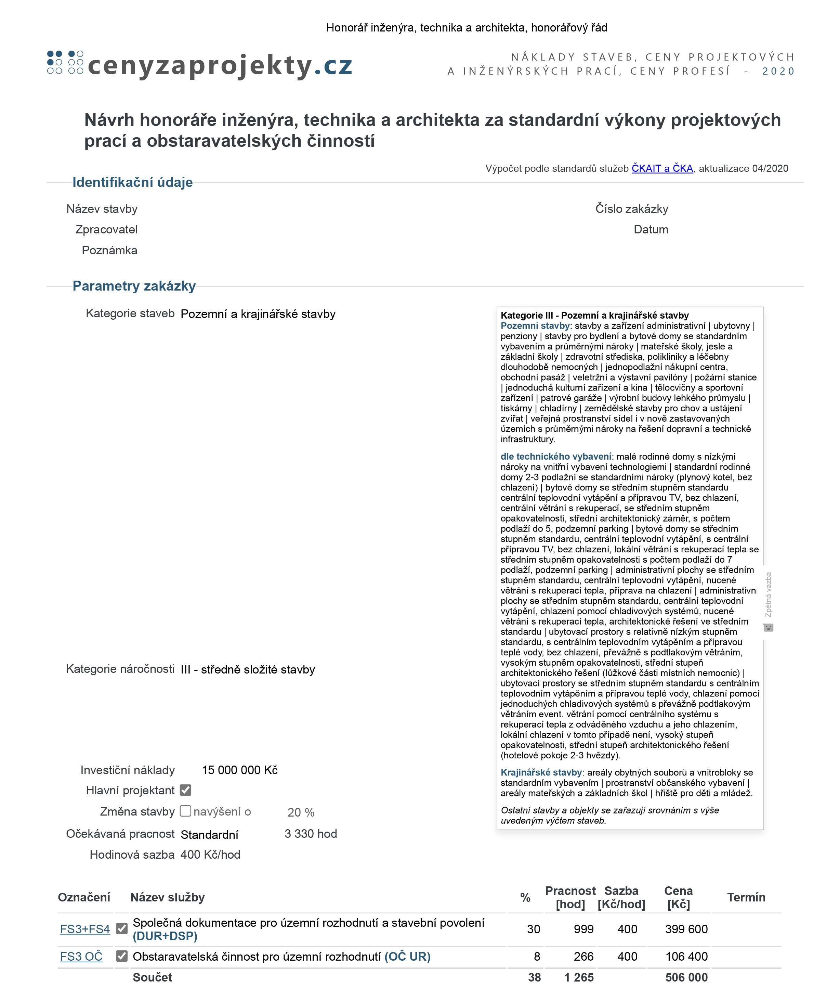 Honorář inženýra, technika a architekta, honorářový řád
cenyzaprojekty.cz
NÁKLADY STAVEB, CENY PROJEKTOVÝCH
A INŽENÝRSKÝCH PRACÍ, CENY PROFESÍ - 2020
Návrh honoráře inženýra, technika a architekta za standardní výkony projektových
prací a obstaravatelských činností
Výpočet podle standardů služeb ČKAIT a ČKA, aktualizace 04/2020
Identifikační údaje
Název stavby
Číslo zakázky
Zpracovatel
Datum
Poznámka
Parametry zakázky
Kategorie staveb Pozemní a krajinářské stavby
Kategorie III - Pozemní a krajinářské stavby
Pozemní stavby: stavby a zařízení administrativní | ubytovny |
penziony | stavby pro bydlení a bytové domy se standardním
vybavením a průměrnými nároky | mateřské školy, jesle a
základní školy | zdravotní střediska, polikliniky a léčebny
dlouhodobě nemocných | jednopodlažní nákupní centra,
obchodní pasáž | veletržní a výstavní pavilóny | požární stanice
| jednoduchá kulturní zařízení a kina | tělocvičny a sportovní
zařízení | patrové garáže | výrobní budovy lehkého průmyslu |
tiskárny | chladírny | zemědělské stavby pro chov a ustájení
zvířat | veřejná prostranství sídel i v nově zastavovaných
územích s průměrnými nároky na řešení dopravní a technické
infrastruktury.
dle technického vybavení: malé rodinné domy s nízkými
nároky na vnitřní vybavení technologiemi | standardní rodinné
domy 2-3 podlažní se standardními nároky (plynový kotel, bez
chlazení) | bytové domy se středním stupněm standardu
centrální teplovodní vytápění a přípravou TV, bez chlazení,
centrální větrání s rekuperací, se středním stupněm
opakovatelnosti, střední architektonický záměr, s počtem
podlaží do 5, podzemní parking | bytové domy se středním
stupněm standardu, centrální teplovodní vytápění, s centrální
přípravou TV, bez chlazení, lokální větrání s rekuperací tepla se
středním stupněm opakovatelnosti s počtem podlaží do 7
podlaží, podzemní parking | administrativní plochy se středním
stupněm standardu, centrální teplovodní vytápění, nucené
větrání s rekuperací tepla, příprava na chlazení | administrativní
plochy se středním stupněm standardu, centrální teplovodní
vytápění, chlazení pomocí chladivových systémů, nucené
větrání s rekuperací tepla, architektonické řešení ve středním
standardu | ubytovací prostory s relativně nízkým stupněm
standardu, s centrálním teplovodním vytápěním a přípravou
teplé vody, bez chlazení, převážně s podtlakovým větráním,
vysokým stupněm opakovatelnosti, střední stupeň
architektonického řešení (lůžkové části místních nemocnic) |
ubytovací prostory se středním stupněm standardu s centrálním
teplovodním vytápěním a přípravou teplé vody, chlazení pomocí
jednoduchých chladivových systémů s převážně podtlakovým
větráním event. větrání pomocí centrálního systému s
rekuperací tepla z odváděného vzduchu a jeho chlazením,
lokální chlazení v tomto případě není, vysoký stupeň
opakovatelnosti, střední stupeň architektonického řešení
(hotelové pokoje 2-3 hvězdy).
Krajinářské stavby: areály obytných souborů a vnitrobloky se
standardním vybavením | prostranství občanského vybavení |
areály mateřských a základních škol | hřiště pro děti a mládež.
Ostatní stavby a objekty se zařazují srovnáním s výše
uvedeným výčtem staveb.
Zpětná vazba
Kategorie náročnosti III - středně složité stavby
Investiční náklady 15 000 000 Kč
Hlavní projektant
Změna stavby navýšení o 20 %
Očekávaná pracnost Standardní 3 330 hod
Hodinová sazba 400 Kč/hod
Označení Název služby % Pracnost [hod] Sazba [Kč/hod] Cena [Kč] Termín
FS3+FS4 Společná dokumentace pro územní rozhodnutí a stavební povolení (DUR+DSP) 30 999 400 399 600
FS3 OČ Obstaravatelská činnost pro územní rozhodnutí (OČ UR) 8 266 400 106 400
Součet 38 1 265 506 000